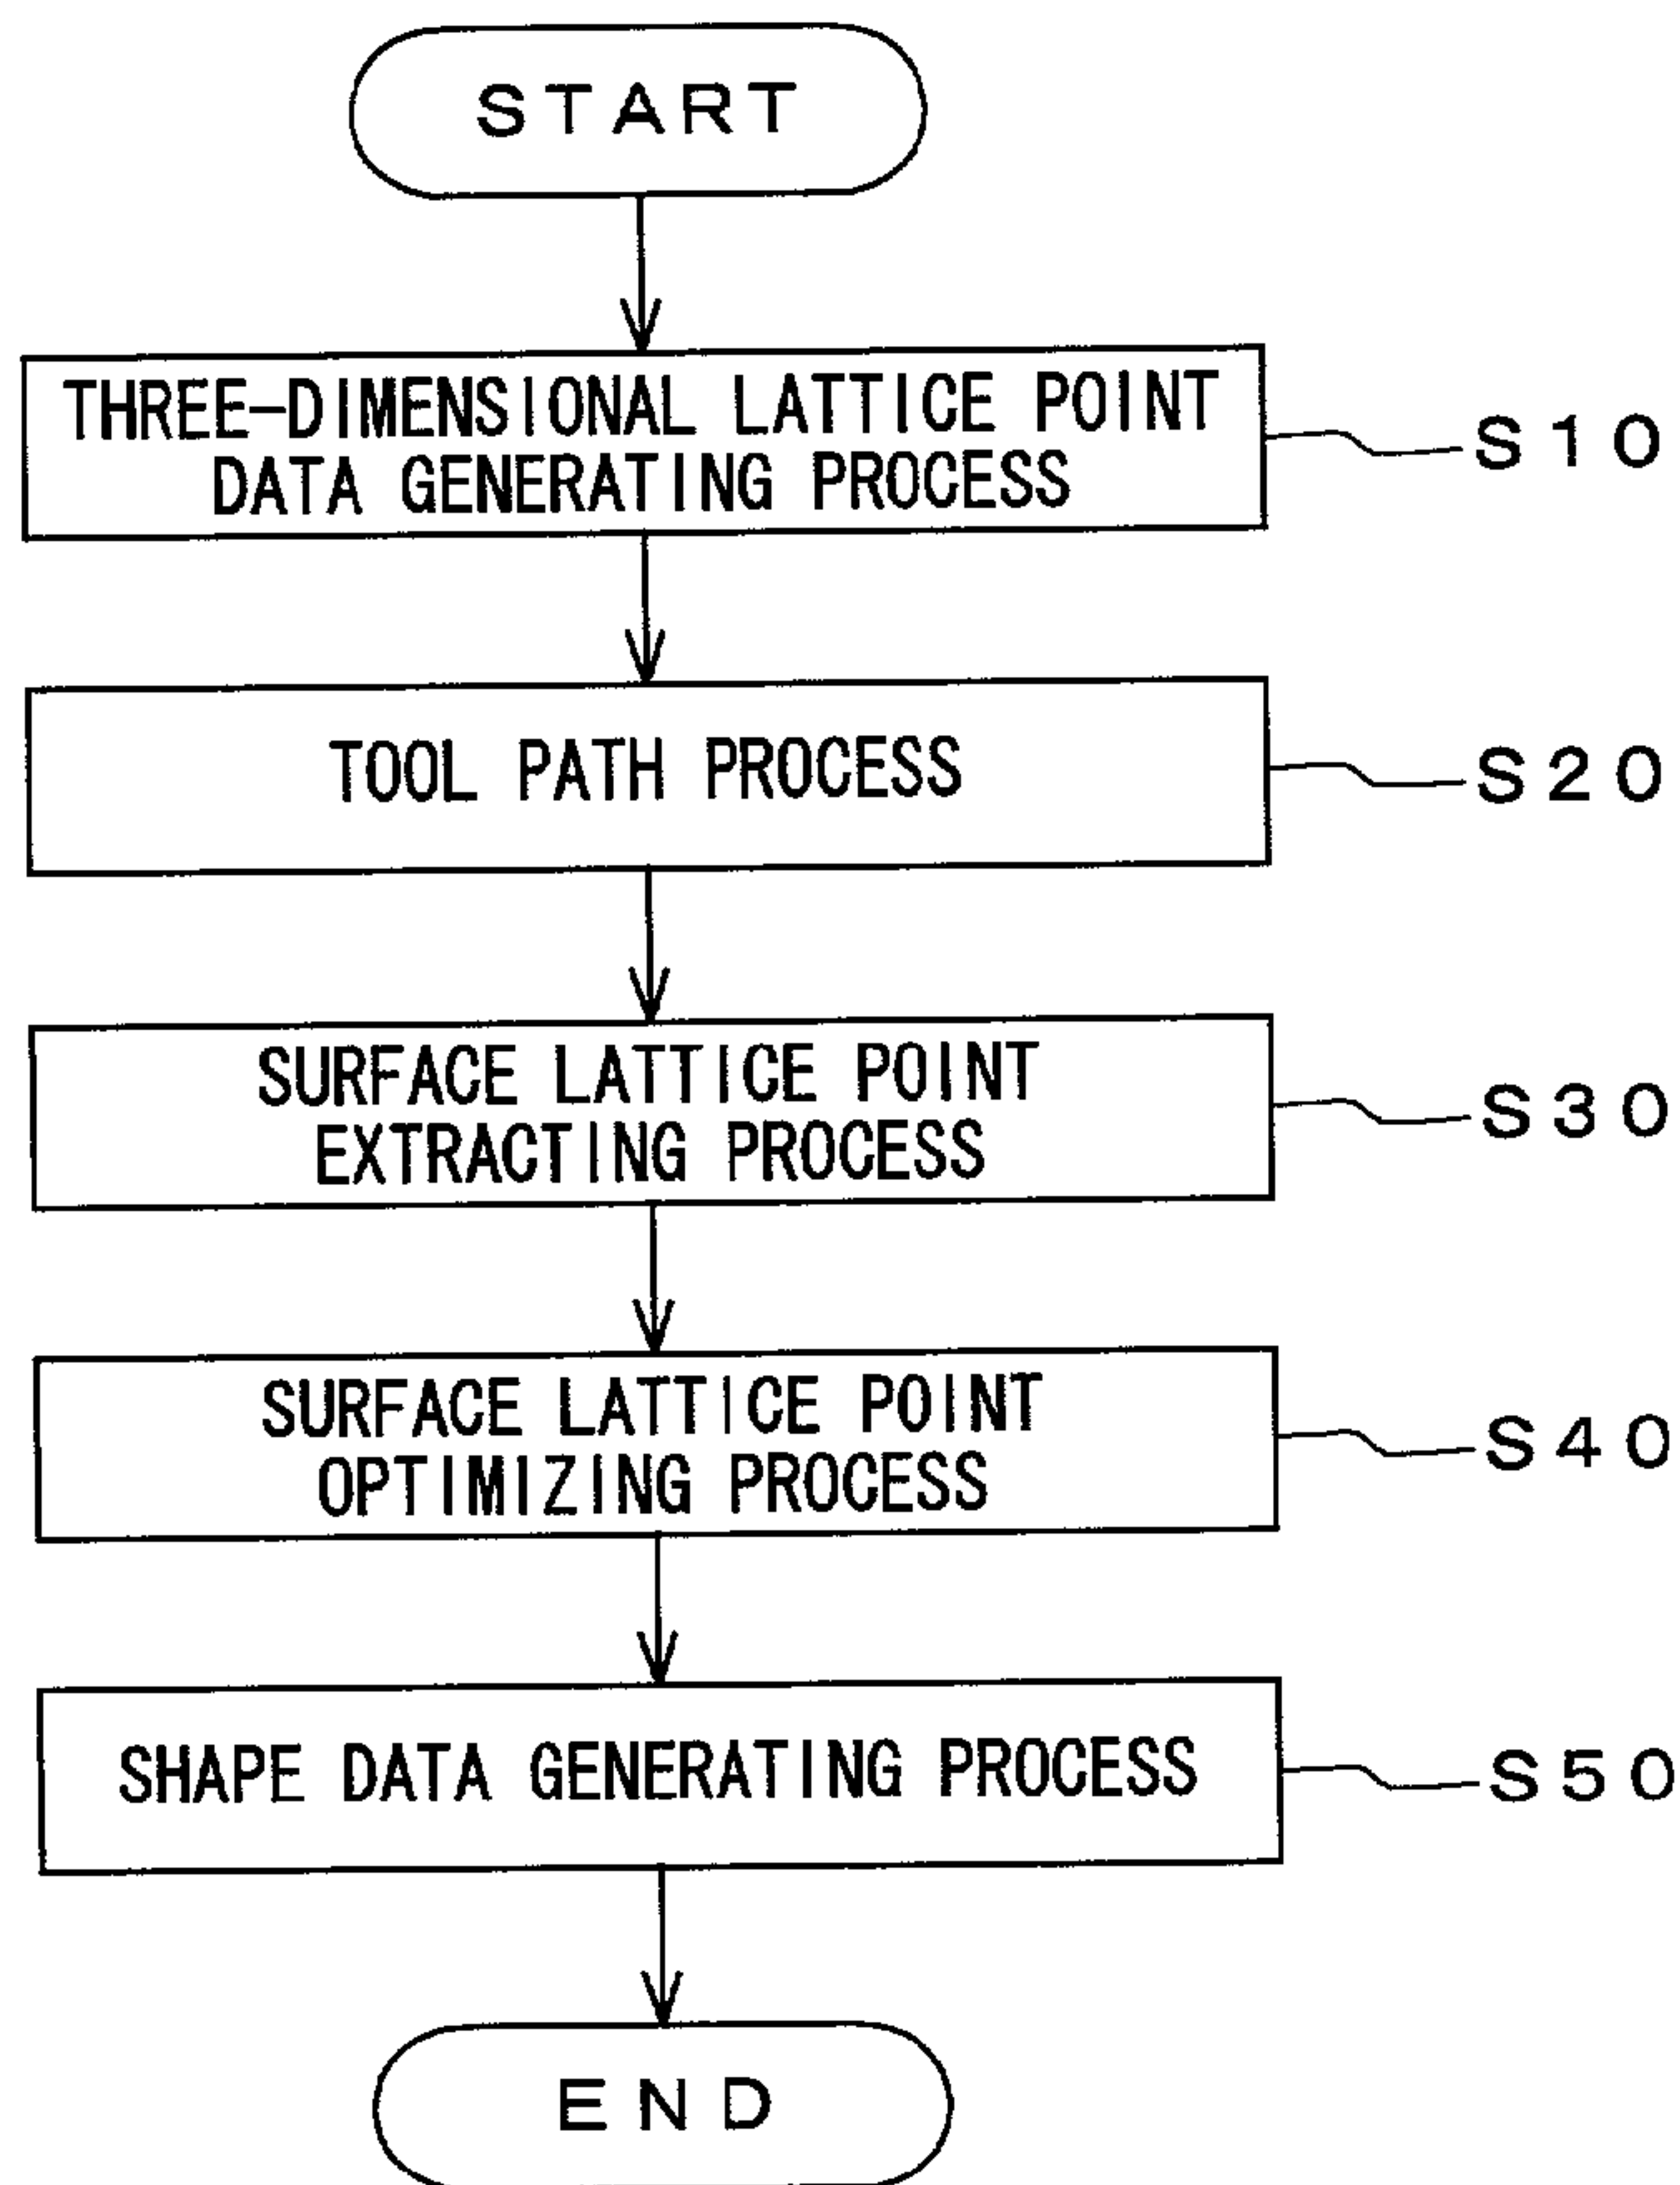 START
THREE-DIMENSIONAL LATTICE POINT
DATA GENERATING PROCESS
S10
TOOL PATH PROCESS
S20
SURFACE LATTICE POINT
EXTRACTING PROCESS
S30
SURFACE LATTICE POINT
OPTIMIZING PROCESS
S40
SHAPE DATA GENERATING PROCESS
S50
END